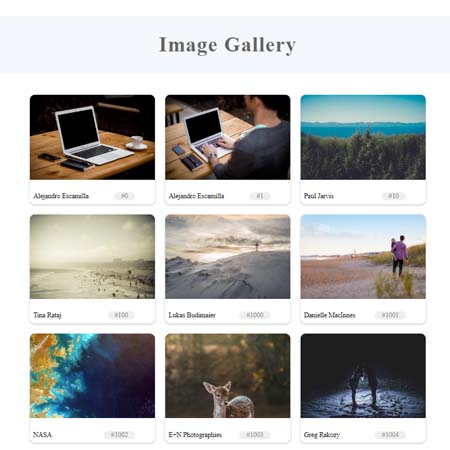 Image Gallery
Alejandro Escamilla #0
Alejandro Escamilla #1
Paul Jarvis #10
Tina Rataj #100
Lukas Budimaier #1000
Danielle MacInnes #1001
NASA #1002
E+N Photographies #1003
Greg Rakozy #1004